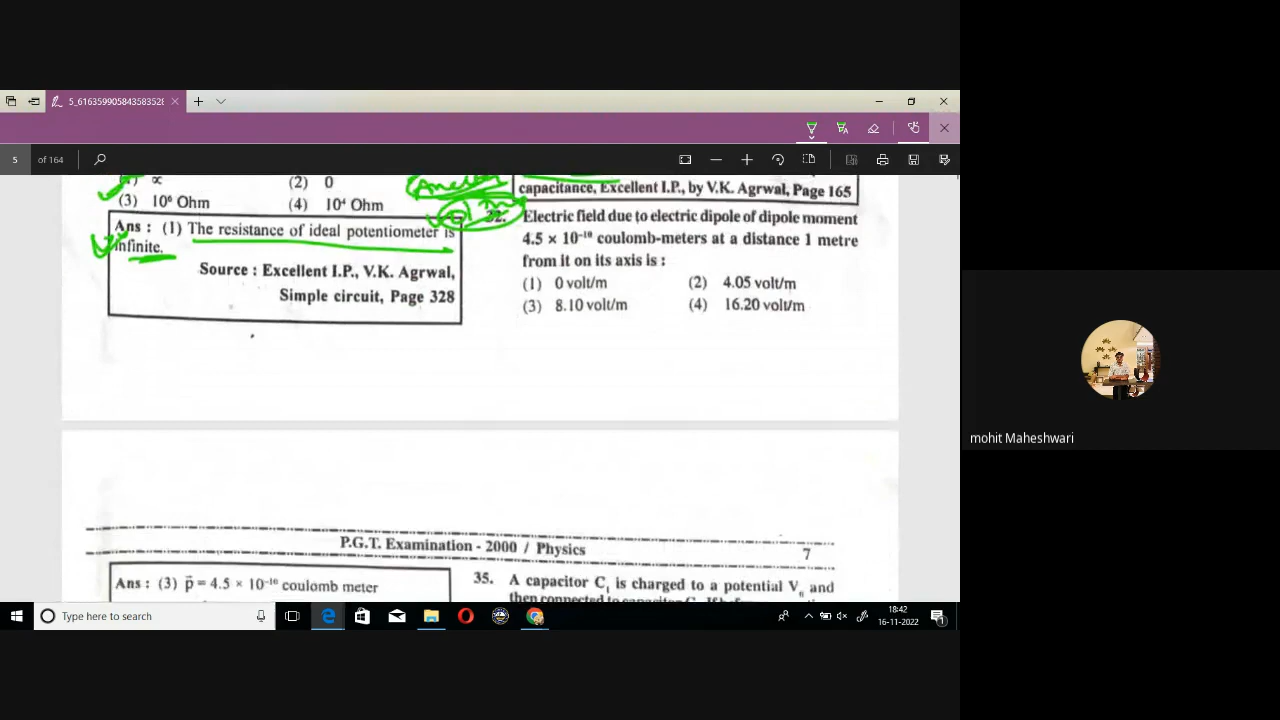 5_6163599058435835 28
5
of 164
(1) ∝
(2) 0
(3) 10⁶ Ohm
(4) 10⁴ Ohm
Ans : (1) The resistance of ideal potentiometer is
infinite.
Source : Excellent I.P., V.K. Agrwal,
Simple circuit, Page 328
capacitance, Excellent I.P., by V.K. Agrwal, Page 165
32. Electric field due to electric dipole of dipole moment
4.5 × 10⁻¹⁰ coulomb-meters at a distance 1 metre
from it on its axis is :
(1) 0 volt/m
(2) 4.05 volt/m
(3) 8.10 volt/m
(4) 16.20 volt/m
P.G.T. Examination - 2000 / Physics
7
Ans : (3) p⃗ = 4.5 × 10⁻¹⁰ coulomb meter
35. A capacitor C₁ is charged to a potential V₀ and
mohit Maheshwari
Type here to search
18:42
16-11-2022
1